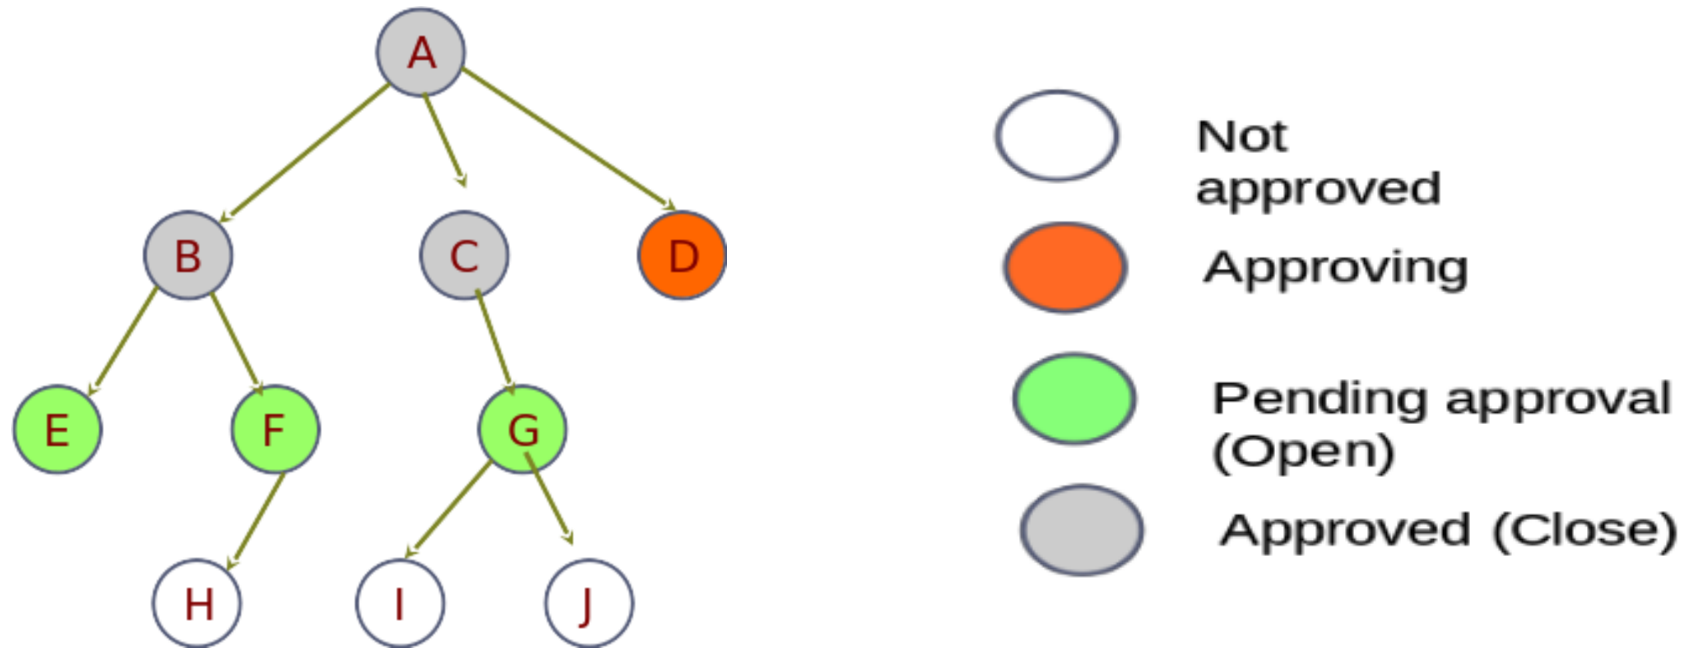 A
B
C
D
E
F
G
H
I
J
Not
approved
Approving
Pending approval
(Open)
Approved (Close)